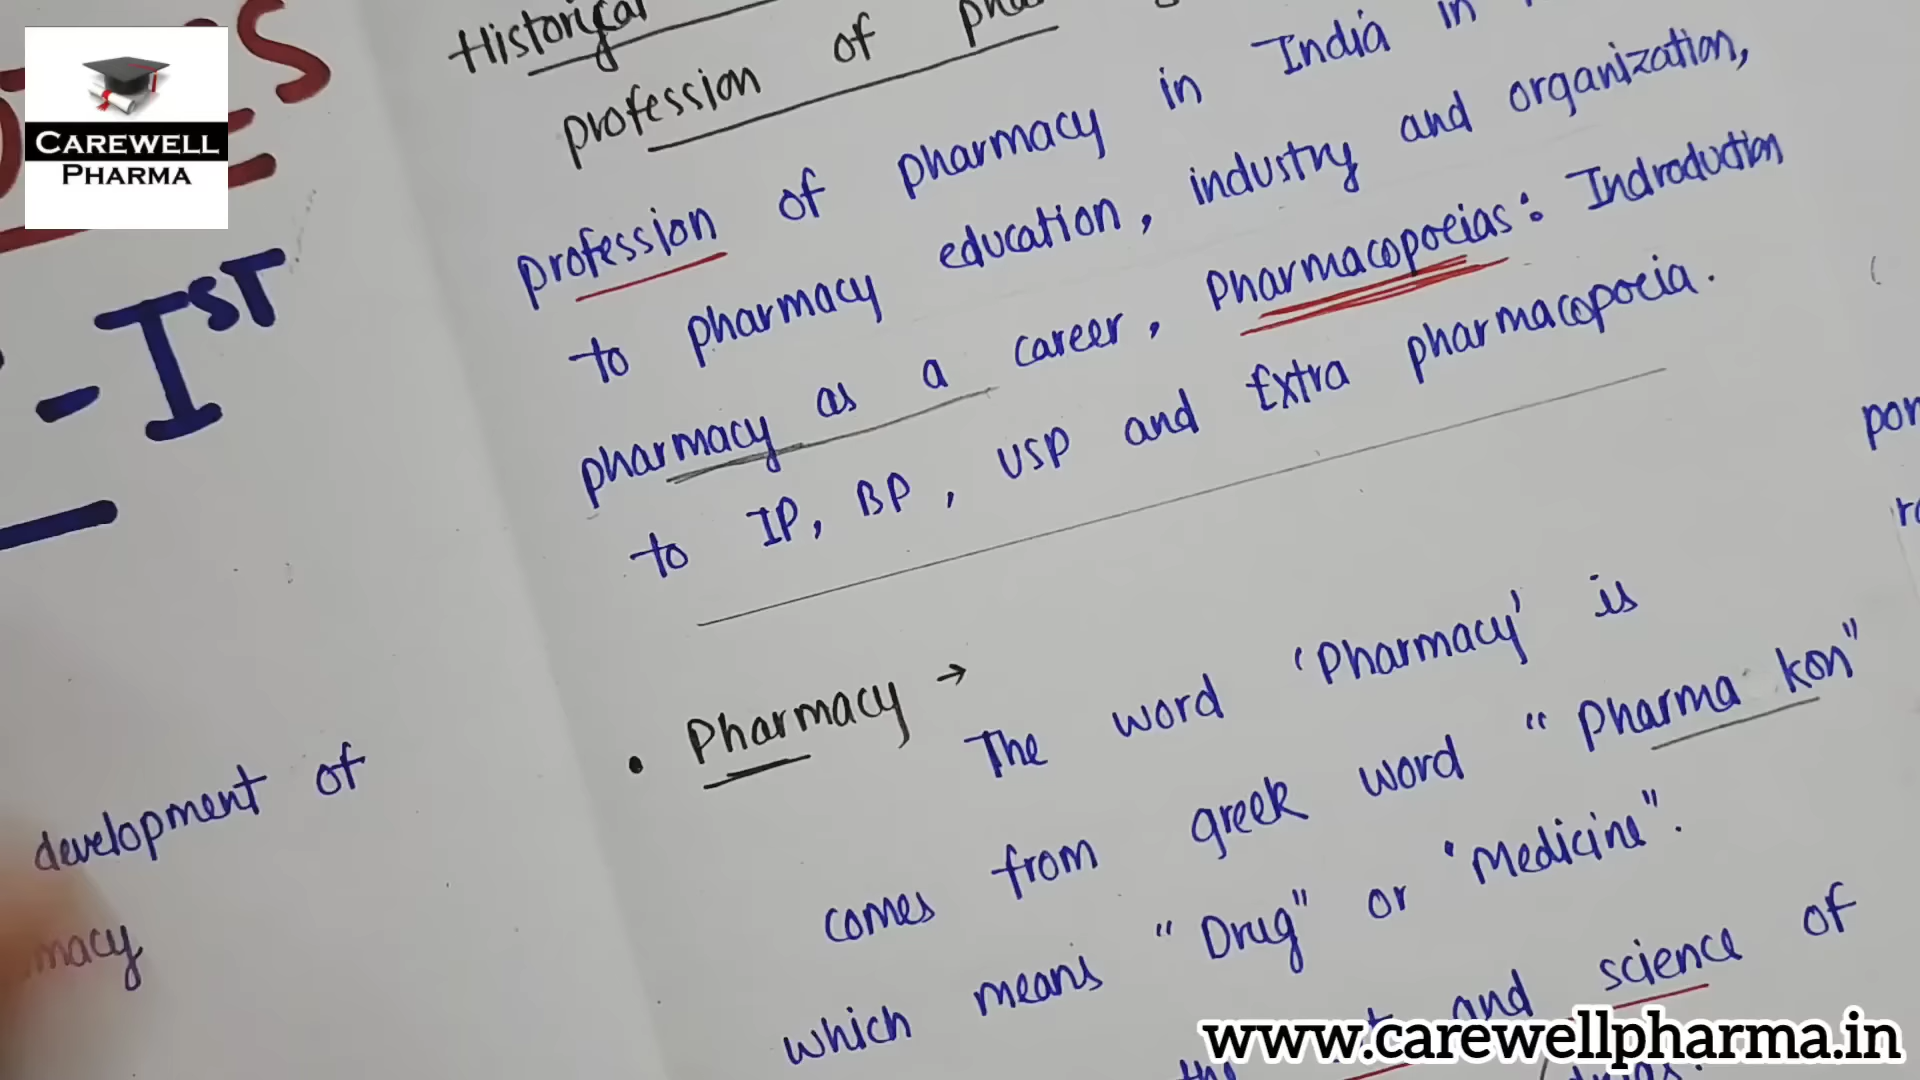 CAREWELL
PHARMA
- IST
development of
macy
Historical
profession of
profession of pharmacy in India in
to pharmacy education, industry and organization,
pharmacy as a career, Pharmacopoeias: Indroduction
to IP, BP, USP and Extra pharmacopoeia.
• Pharmacy → The word 'Pharmacy' is
comes from greek word "Pharma kon"
which means "Drug" or "Medicine".
and science of
www.carewellpharma.in